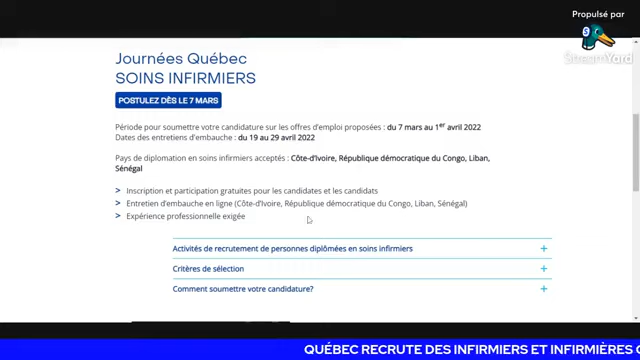 Propulsé par
StreamYard
Journées Québec
SOINS INFIRMIERS
POSTULEZ DÈS LE 7 MARS
Période pour soumettre votre candidature sur les offres d'emploi proposées : du 7 mars au 1er avril 2022
Dates des entretiens d'embauche : du 19 au 29 avril 2022
Pays de diplomation en soins infirmiers acceptés : Côte-d'Ivoire, République démocratique du Congo, Liban,
Sénégal
> Inscription et participation gratuites pour les candidates et les candidats
> Entretien d'embauche en ligne (Côte-d'Ivoire, République démocratique du Congo, Liban, Sénégal)
> Expérience professionnelle exigée
Activités de recrutement de personnes diplômées en soins infirmiers +
Critères de sélection +
Comment soumettre votre candidature? +
QUÉBEC RECRUTE DES INFIRMIERS ET INFIRMIÈRES